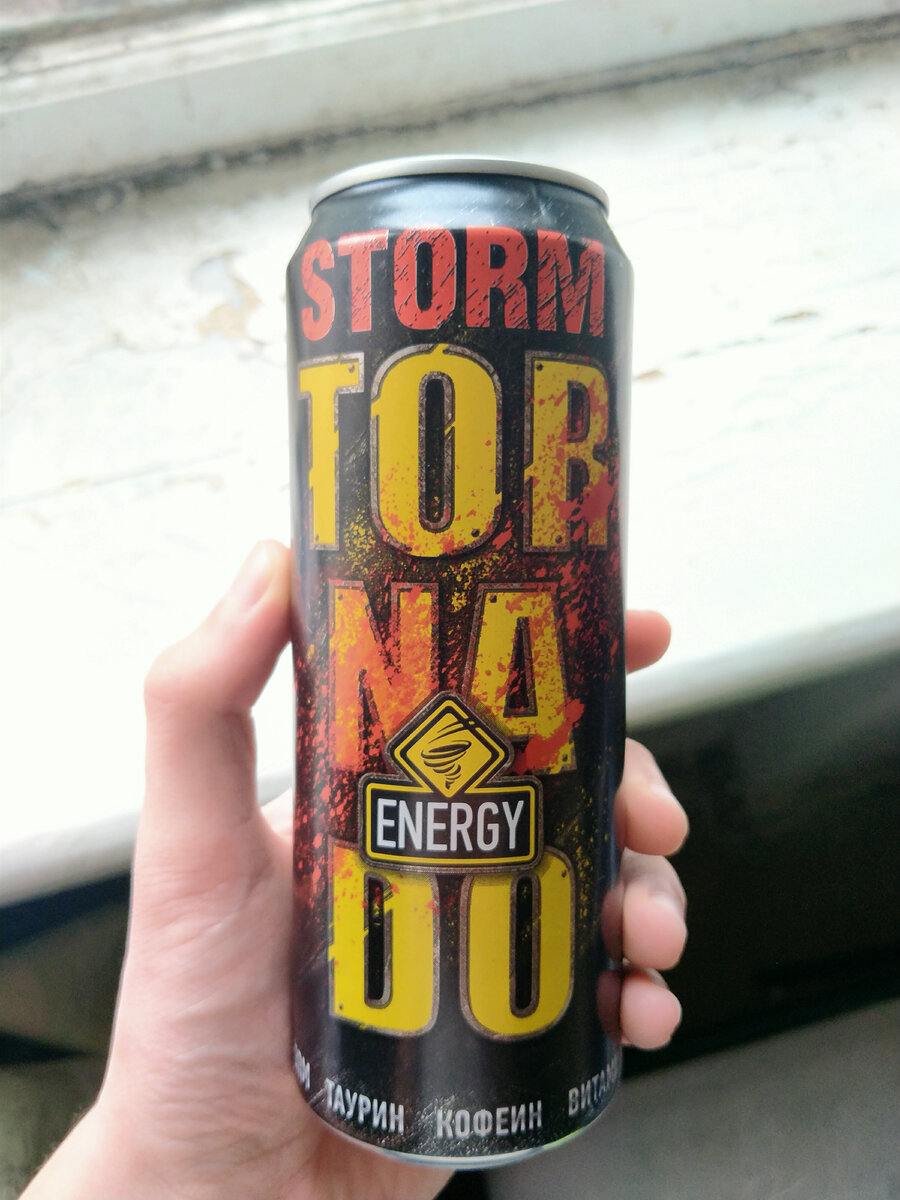 STORM
TOR
NA
ENERGY
DO
ТАУРИН КОФЕИН